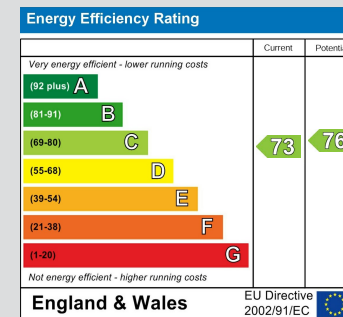 Energy Efficiency Rating
Current Potentia
Very energy efficient - lower running costs
(92 plus) A
(81-91) B
(69-80) C
73 76
(55-68) D
(39-54) E
(21-38) F
(1-20) G
Not energy efficient - higher running costs
England & Wales
EU Directive
2002/91/EC